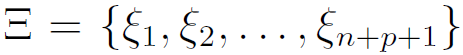 Ξ = {ξ₁, ξ₂, . . . , ξₙ₊ₚ₊₁}